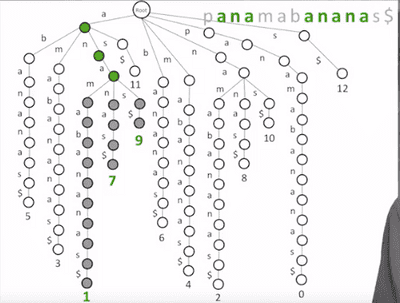 Root
panamabananas$
a
b a n a n a s $
5
m a b a n a n a s $
3
n a
m a b a n a n a s $
1
n a s $
7
s $
9
s $
11
b a n a n a s $
6
m a b a n a n a s $
4
n a
m a b a n a n a s $
2
n a s $
8
s $
10
p a n a m a b a n a n a s $
0
s $
12